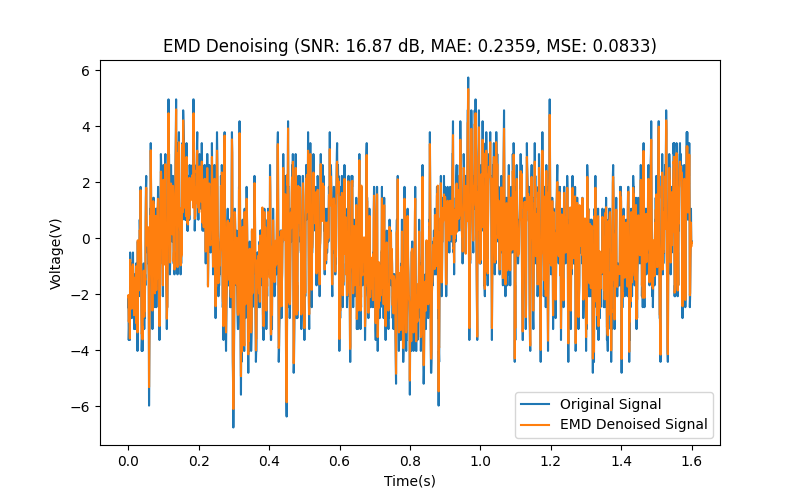 EMD Denoising (SNR: 16.87 dB, MAE: 0.2359, MSE: 0.0833)
6
4
2
0
−2
−4
−6
Voltage(V)
Original Signal
EMD Denoised Signal
0.0 0.2 0.4 0.6 0.8 1.0 1.2 1.4 1.6
Time(s)